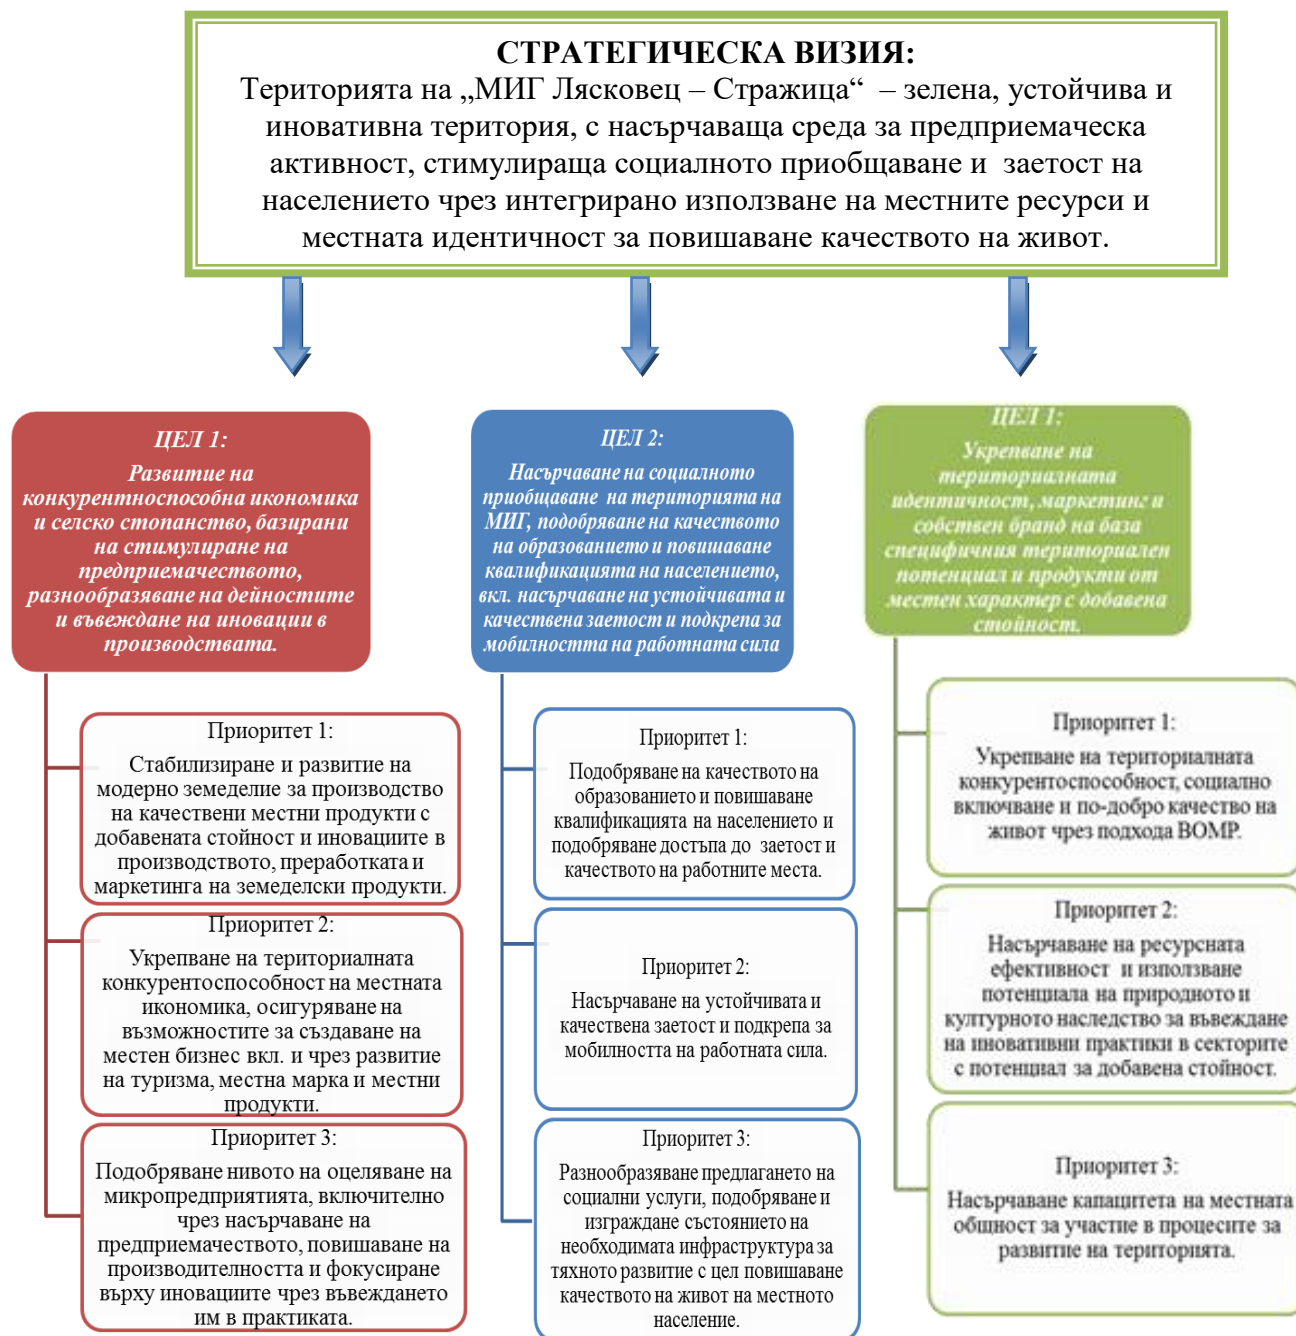 СТРАТЕГИЧЕСКА ВИЗИЯ:
Територията на „МИГ Лясковец – Стражица“ – зелена, устойчива и
иновативна територия, с насърчаваща среда за предприемаческа
активност, стимулираща социалното приобщаване и заетост на
населението чрез интегрирано използване на местните ресурси и
местната идентичност за повишаване качеството на живот.
ЦЕЛ 1:
Развитие на
конкурентноспособна икономика
и селско стопанство, базирани
на стимулиране на
предприемачеството,
разнообразяване на дейностите
и въвеждане на иновации в
производствата.
Приоритет 1:
Стабилизиране и развитие на
модерно земеделие за производство
на качествени местни продукти с
добавената стойност и иновациите в
производството, преработката и
маркетинга на земеделски продукти.
Приоритет 2:
Укрепване на териториалната
конкурентоспособност на местната
икономика, осигуряване на
възможностите за създаване на
местен бизнес вкл. и чрез развитие
на туризма, местна марка и местни
продукти.
Приоритет 3:
Подобряване нивото на оцеляване на
микропредприятията, включително
чрез насърчаване на
предприемачеството, повишаване на
производителността и фокусиране
върху иновациите чрез въвеждането
им в практиката.
ЦЕЛ 2:
Насърчаване на социалното
приобщаване на територията на
МИГ, подобряване на качеството
на образованието и повишаване
квалификацията на населението,
вкл. насърчаване на устойчивата и
качествена заетост и подкрепа за
мобилността на работната сила
Приоритет 1:
Подобряване на качеството на
образованието и повишаване
квалификацията на населението и
подобряване достъпа до заетост и
качеството на работните места.
Приоритет 2:
Насърчаване на устойчивата и
качествена заетост и подкрепа за
мобилността на работната сила.
Приоритет 3:
Разнообразяване предлагането на
социални услуги, подобряване и
изграждане състоянието на
необходимата инфраструктура за
тяхното развитие с цел повишаване
качеството на живот на местното
население.
ЦЕЛ 1:
Укрепване на
териториалната
идентичност, маркетинг и
собствен бранд на база
специфичния териториален
потенциал и продукти от
местен характер с добавена
стойност.
Приоритет 1:
Укрепване на териториалната
конкурентоспособност, социално
включване и по-добро качество на
живот чрез подхода ВОМР.
Приоритет 2:
Насърчаване на ресурсната
ефективност и използване
потенциала на природното и
културното наследство за въвеждане
на иновативни практики в секторите
с потенциал за добавена стойност.
Приоритет 3:
Насърчаване капацитета на местната
общност за участие в процесите за
развитие на територията.